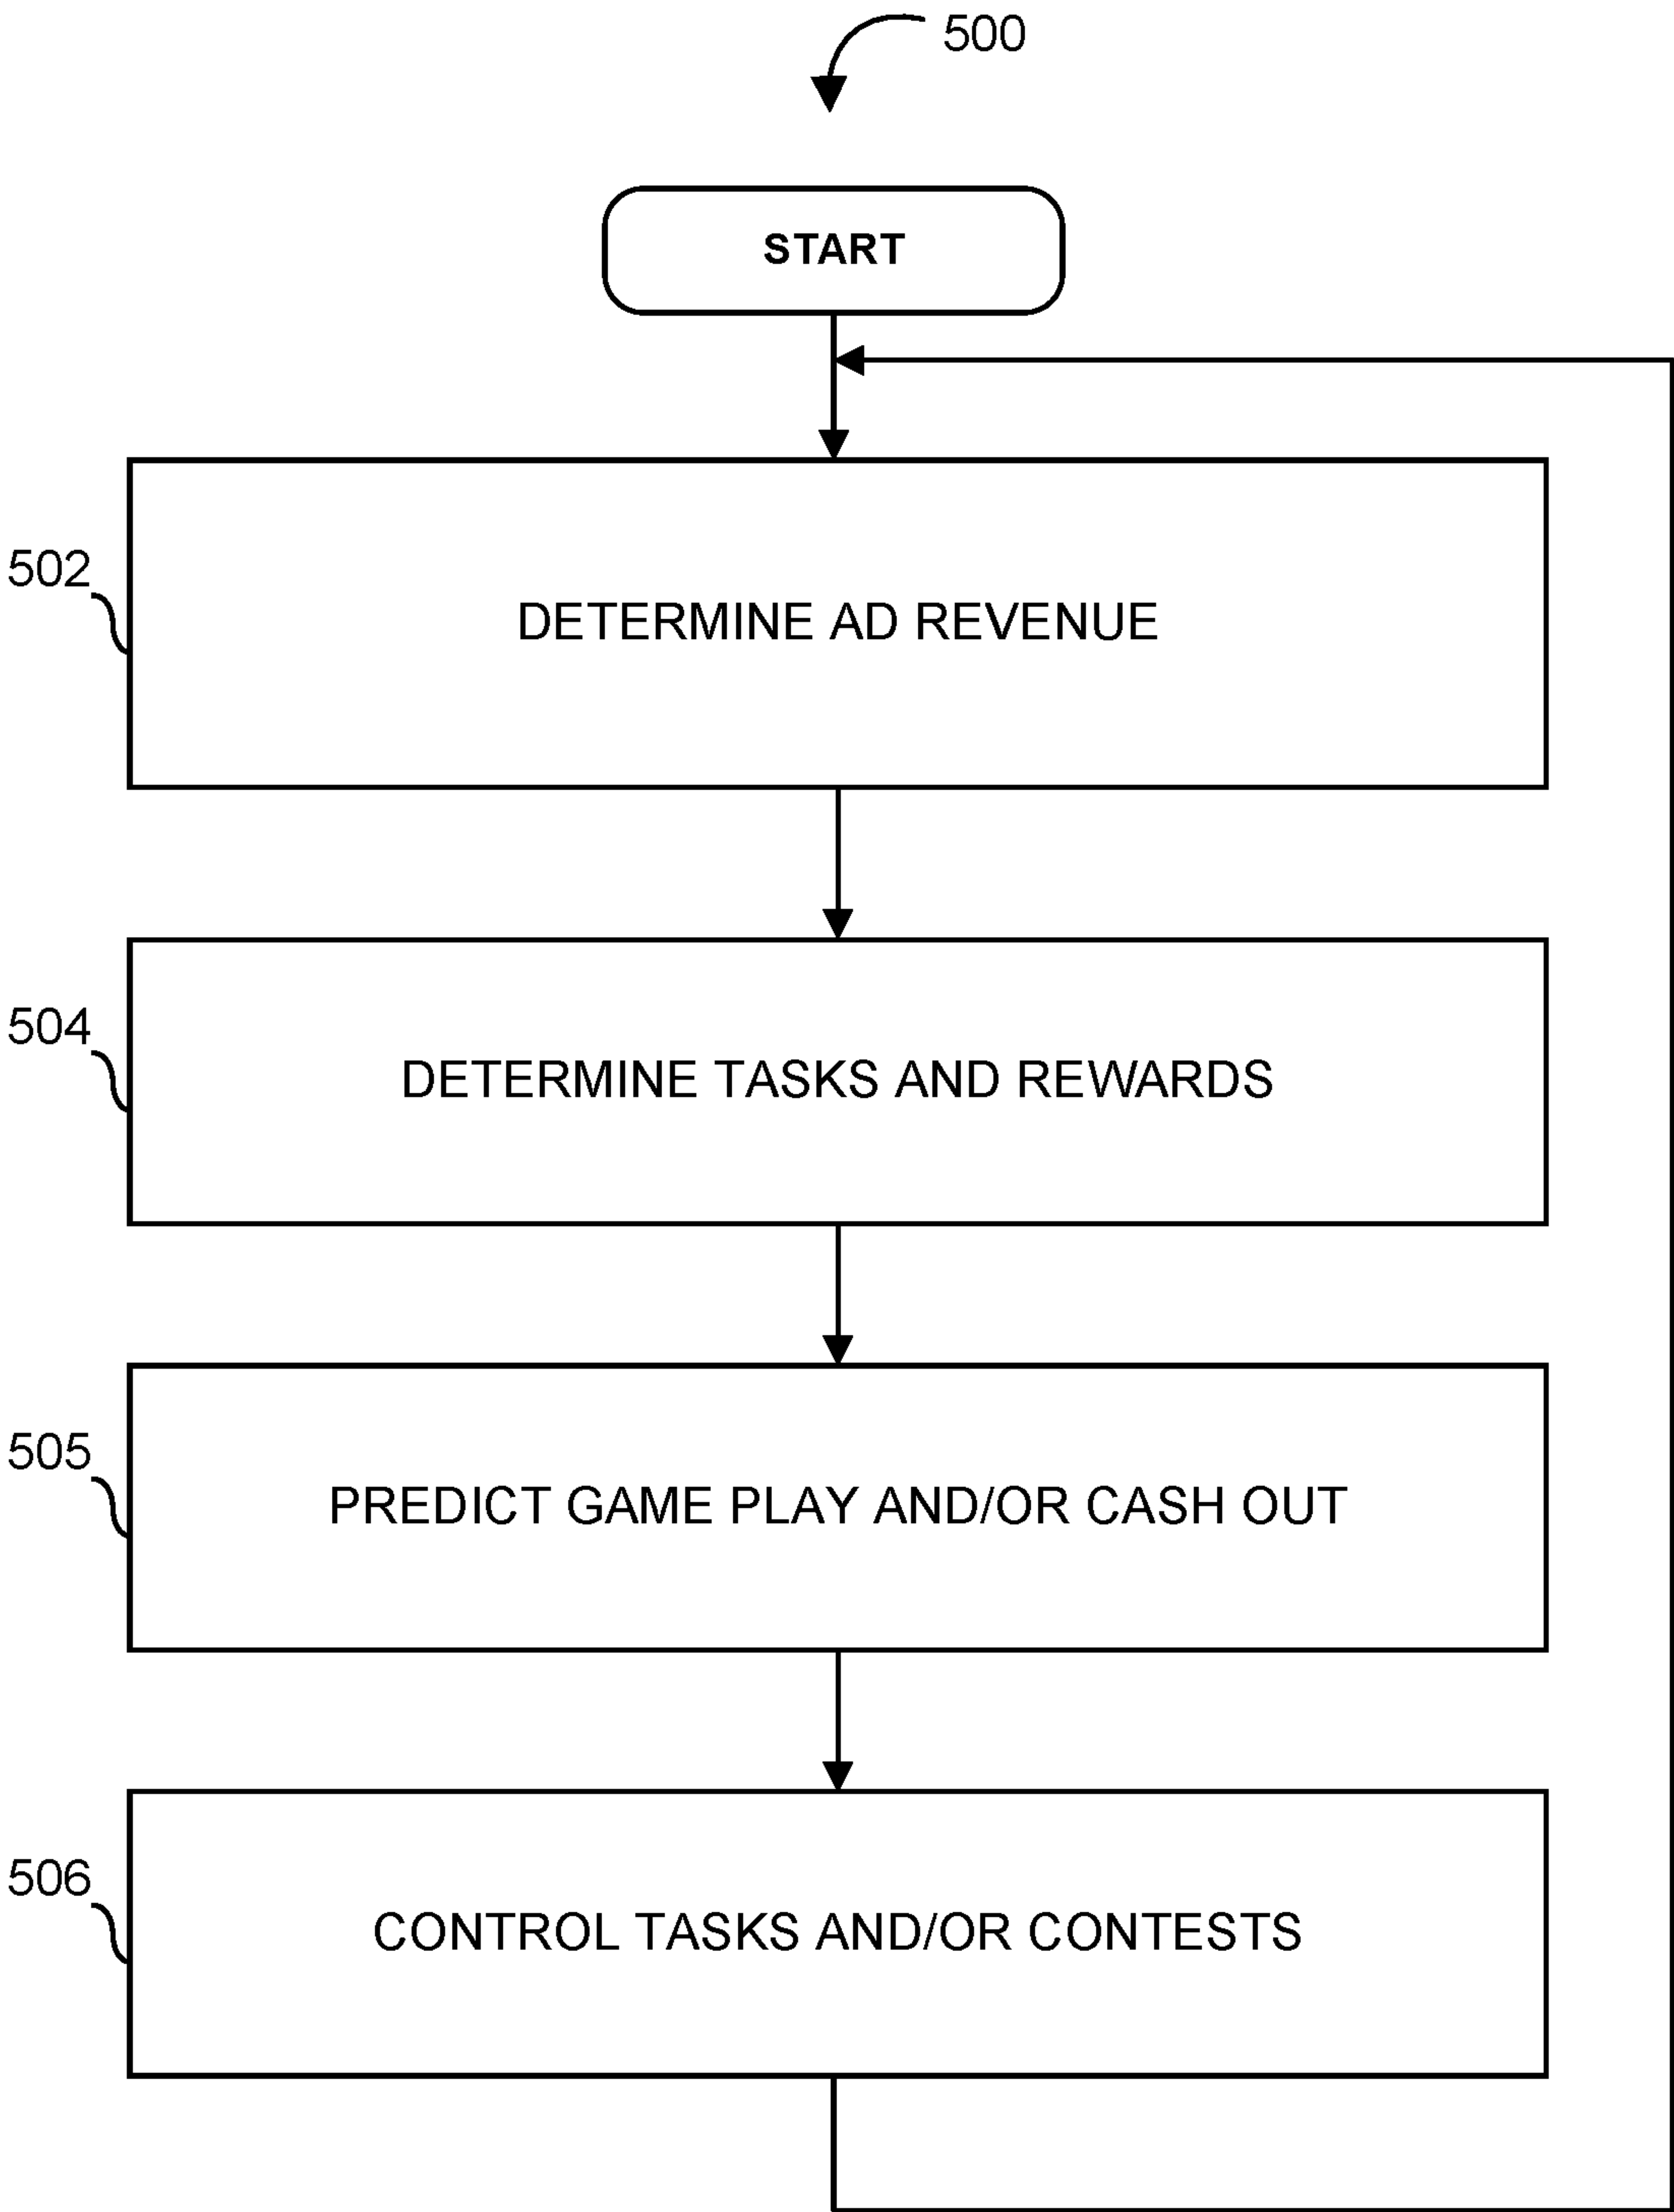 500
START
502
DETERMINE AD REVENUE
504
DETERMINE TASKS AND REWARDS
505
PREDICT GAME PLAY AND/OR CASH OUT
506
CONTROL TASKS AND/OR CONTESTS